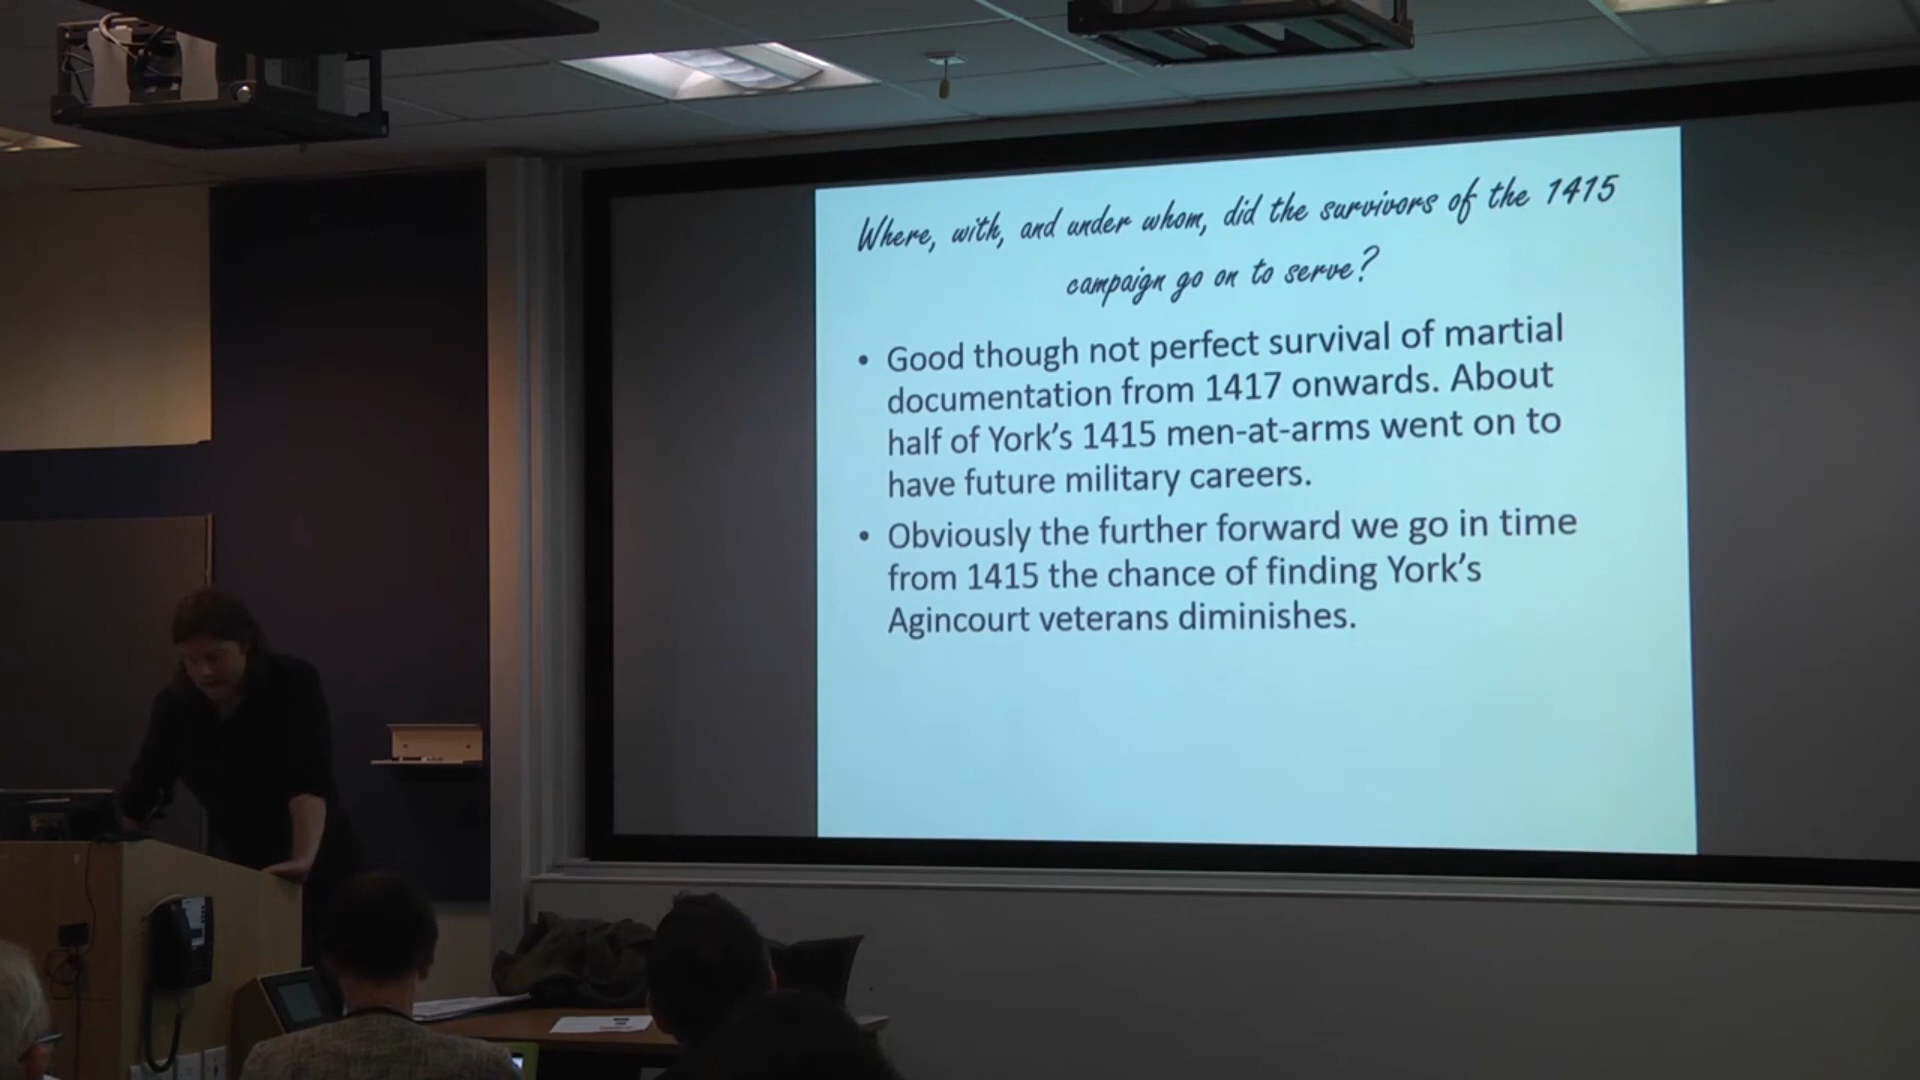 Where, with, and under whom, did the survivors of the 1415
campaign go on to serve?
• Good though not perfect survival of martial
documentation from 1417 onwards. About
half of York's 1415 men-at-arms went on to
have future military careers.
• Obviously the further forward we go in time
from 1415 the chance of finding York's
Agincourt veterans diminishes.